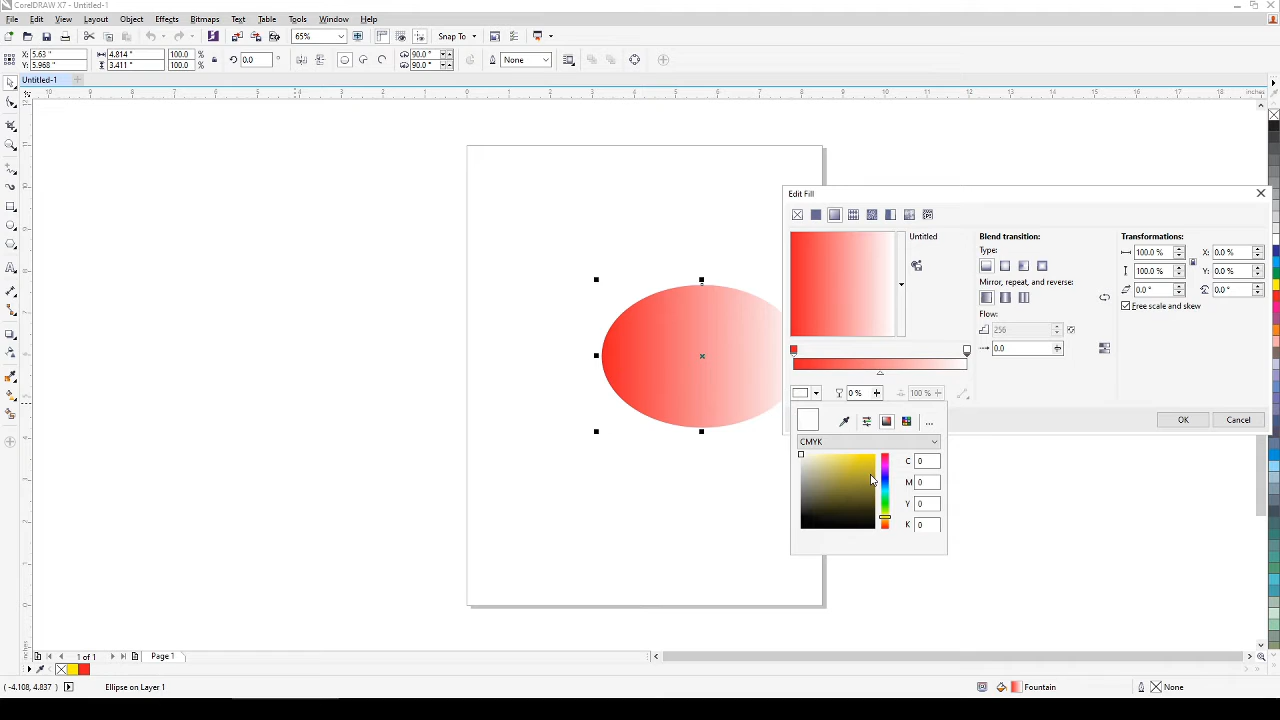 CorelDRAW X7 - Untitled-1
File Edit View Layout Object Effects Bitmaps Text Table Tools Window Help
65% Snap To
X: 5.63 " 4.814 " 100.0 % 0.0 ° 90.0 ° None
Y: 5.968 " 3.411 " 100.0 % 90.0 °
Untitled-1
inches
Edit Fill
Untitled
Blend transition:
Transformations:
Type:
100.0 % X: 0.0 %
100.0 % Y: 0.0 %
Mirror, repeat, and reverse:
0.0 ° 0.0 °
Free scale and skew
Flow:
256
0.0
0 % 100 %
OK Cancel
CMYK
C 0
M 0
Y 0
K 0
inches
1 of 1 Page 1
( -4.108, 4.837 ) Ellipse on Layer 1 Fountain None